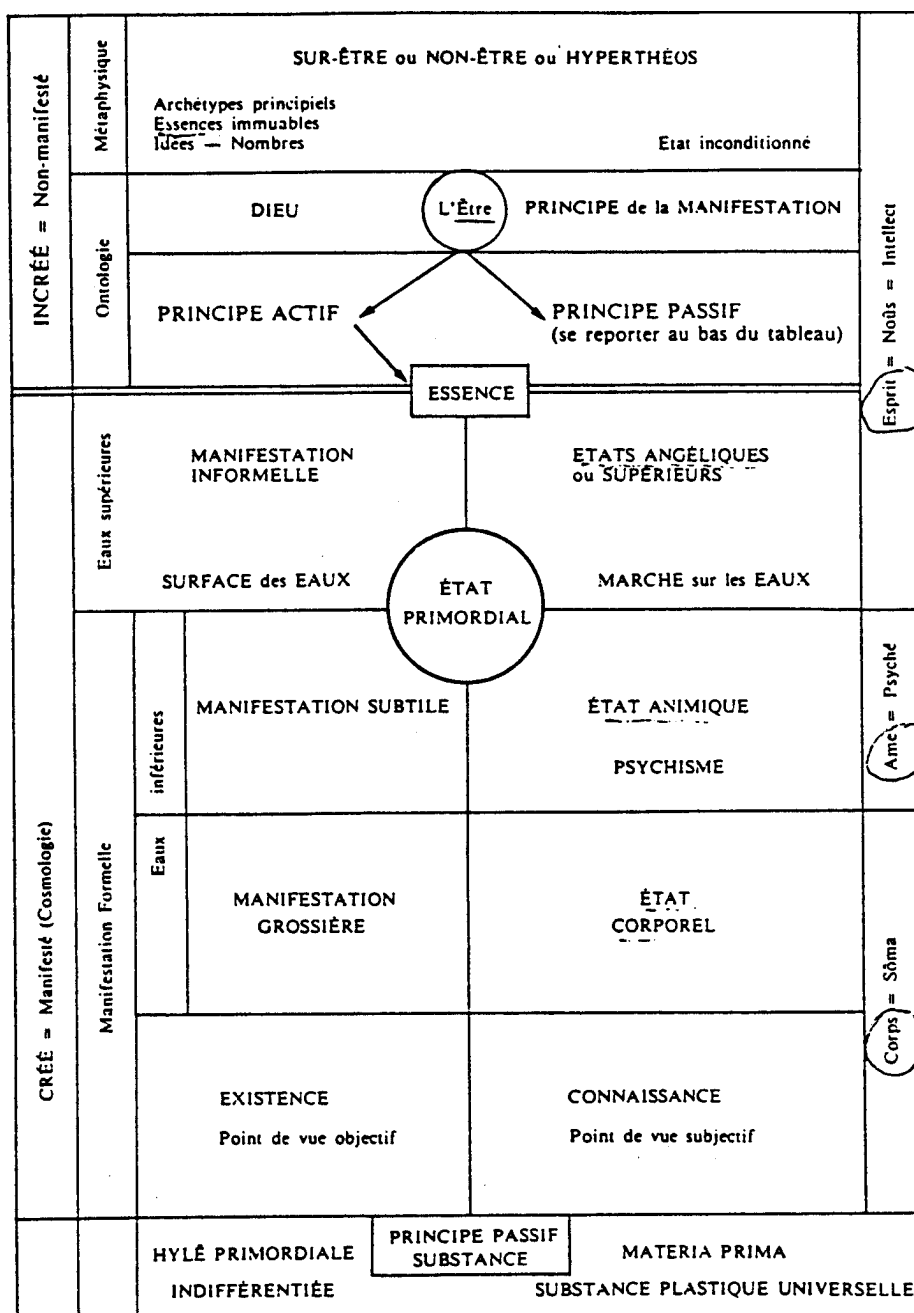 SUR-ÊTRE ou NON-ÊTRE ou HYPERTHÉOS
Archétypes principiels
Essences immuables
Idées — Nombres
Etat inconditionné
DIEU
L'Être
PRINCIPE de la MANIFESTATION
PRINCIPE ACTIF
PRINCIPE PASSIF
(se reporter au bas du tableau)
ESSENCE
MANIFESTATION
INFORMELLE
ETATS ANGÉLIQUES
ou SUPÉRIEURS
SURFACE des EAUX
ÉTAT
PRIMORDIAL
MARCHE sur les EAUX
MANIFESTATION SUBTILE
ÉTAT ANIMIQUE
PSYCHISME
MANIFESTATION
GROSSIÈRE
ÉTAT
CORPOREL
EXISTENCE
Point de vue objectif
CONNAISSANCE
Point de vue subjectif
PRINCIPE PASSIF
SUBSTANCE
HYLÊ PRIMORDIALE
INDIFFÉRENTIÉE
MATERIA PRIMA
SUBSTANCE PLASTIQUE UNIVERSELLE
INCRÉÉ = Non-manifesté
Métaphysique
Ontologie
CRÉÉ = Manifesté (Cosmologie)
Eaux supérieures
Manifestation Formelle
Eaux inférieures
Esprit = Noûs = Intellect
Ame = Psyché
Corps = Sôma